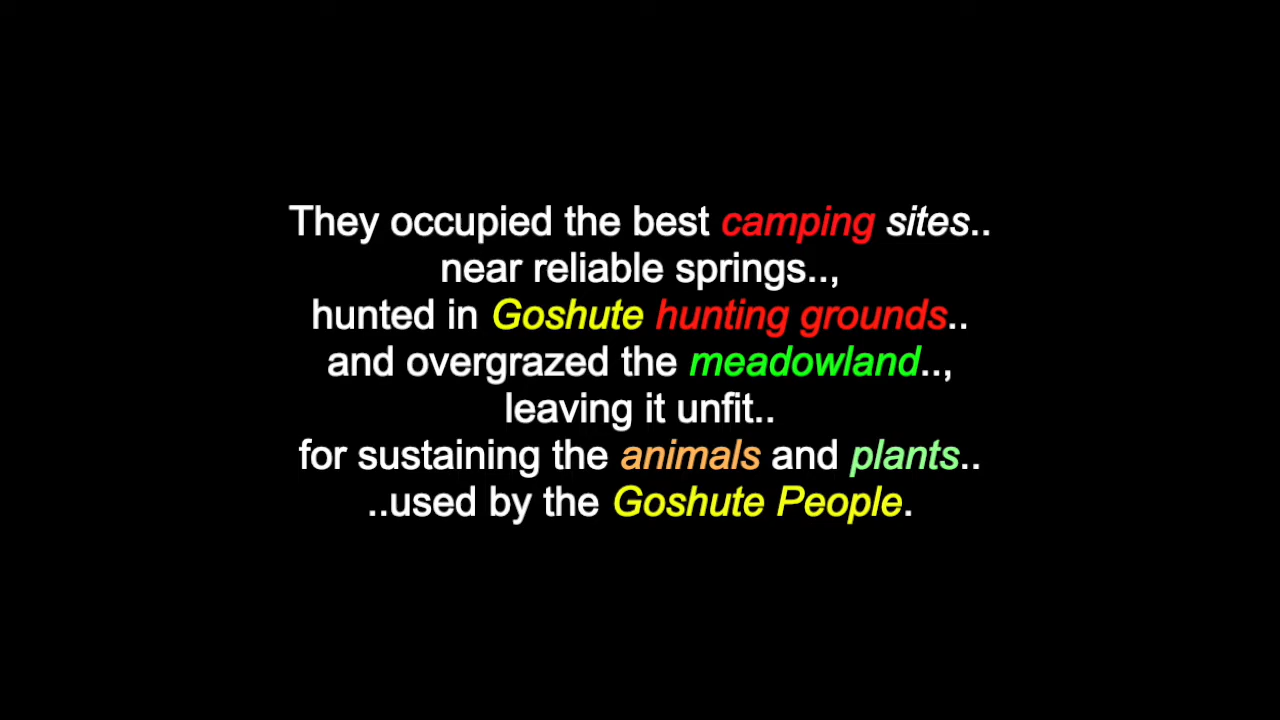 They occupied the best camping sites..
near reliable springs..,
hunted in Goshute hunting grounds..
and overgrazed the meadowland..,
leaving it unfit..
for sustaining the animals and plants..
..used by the Goshute People.